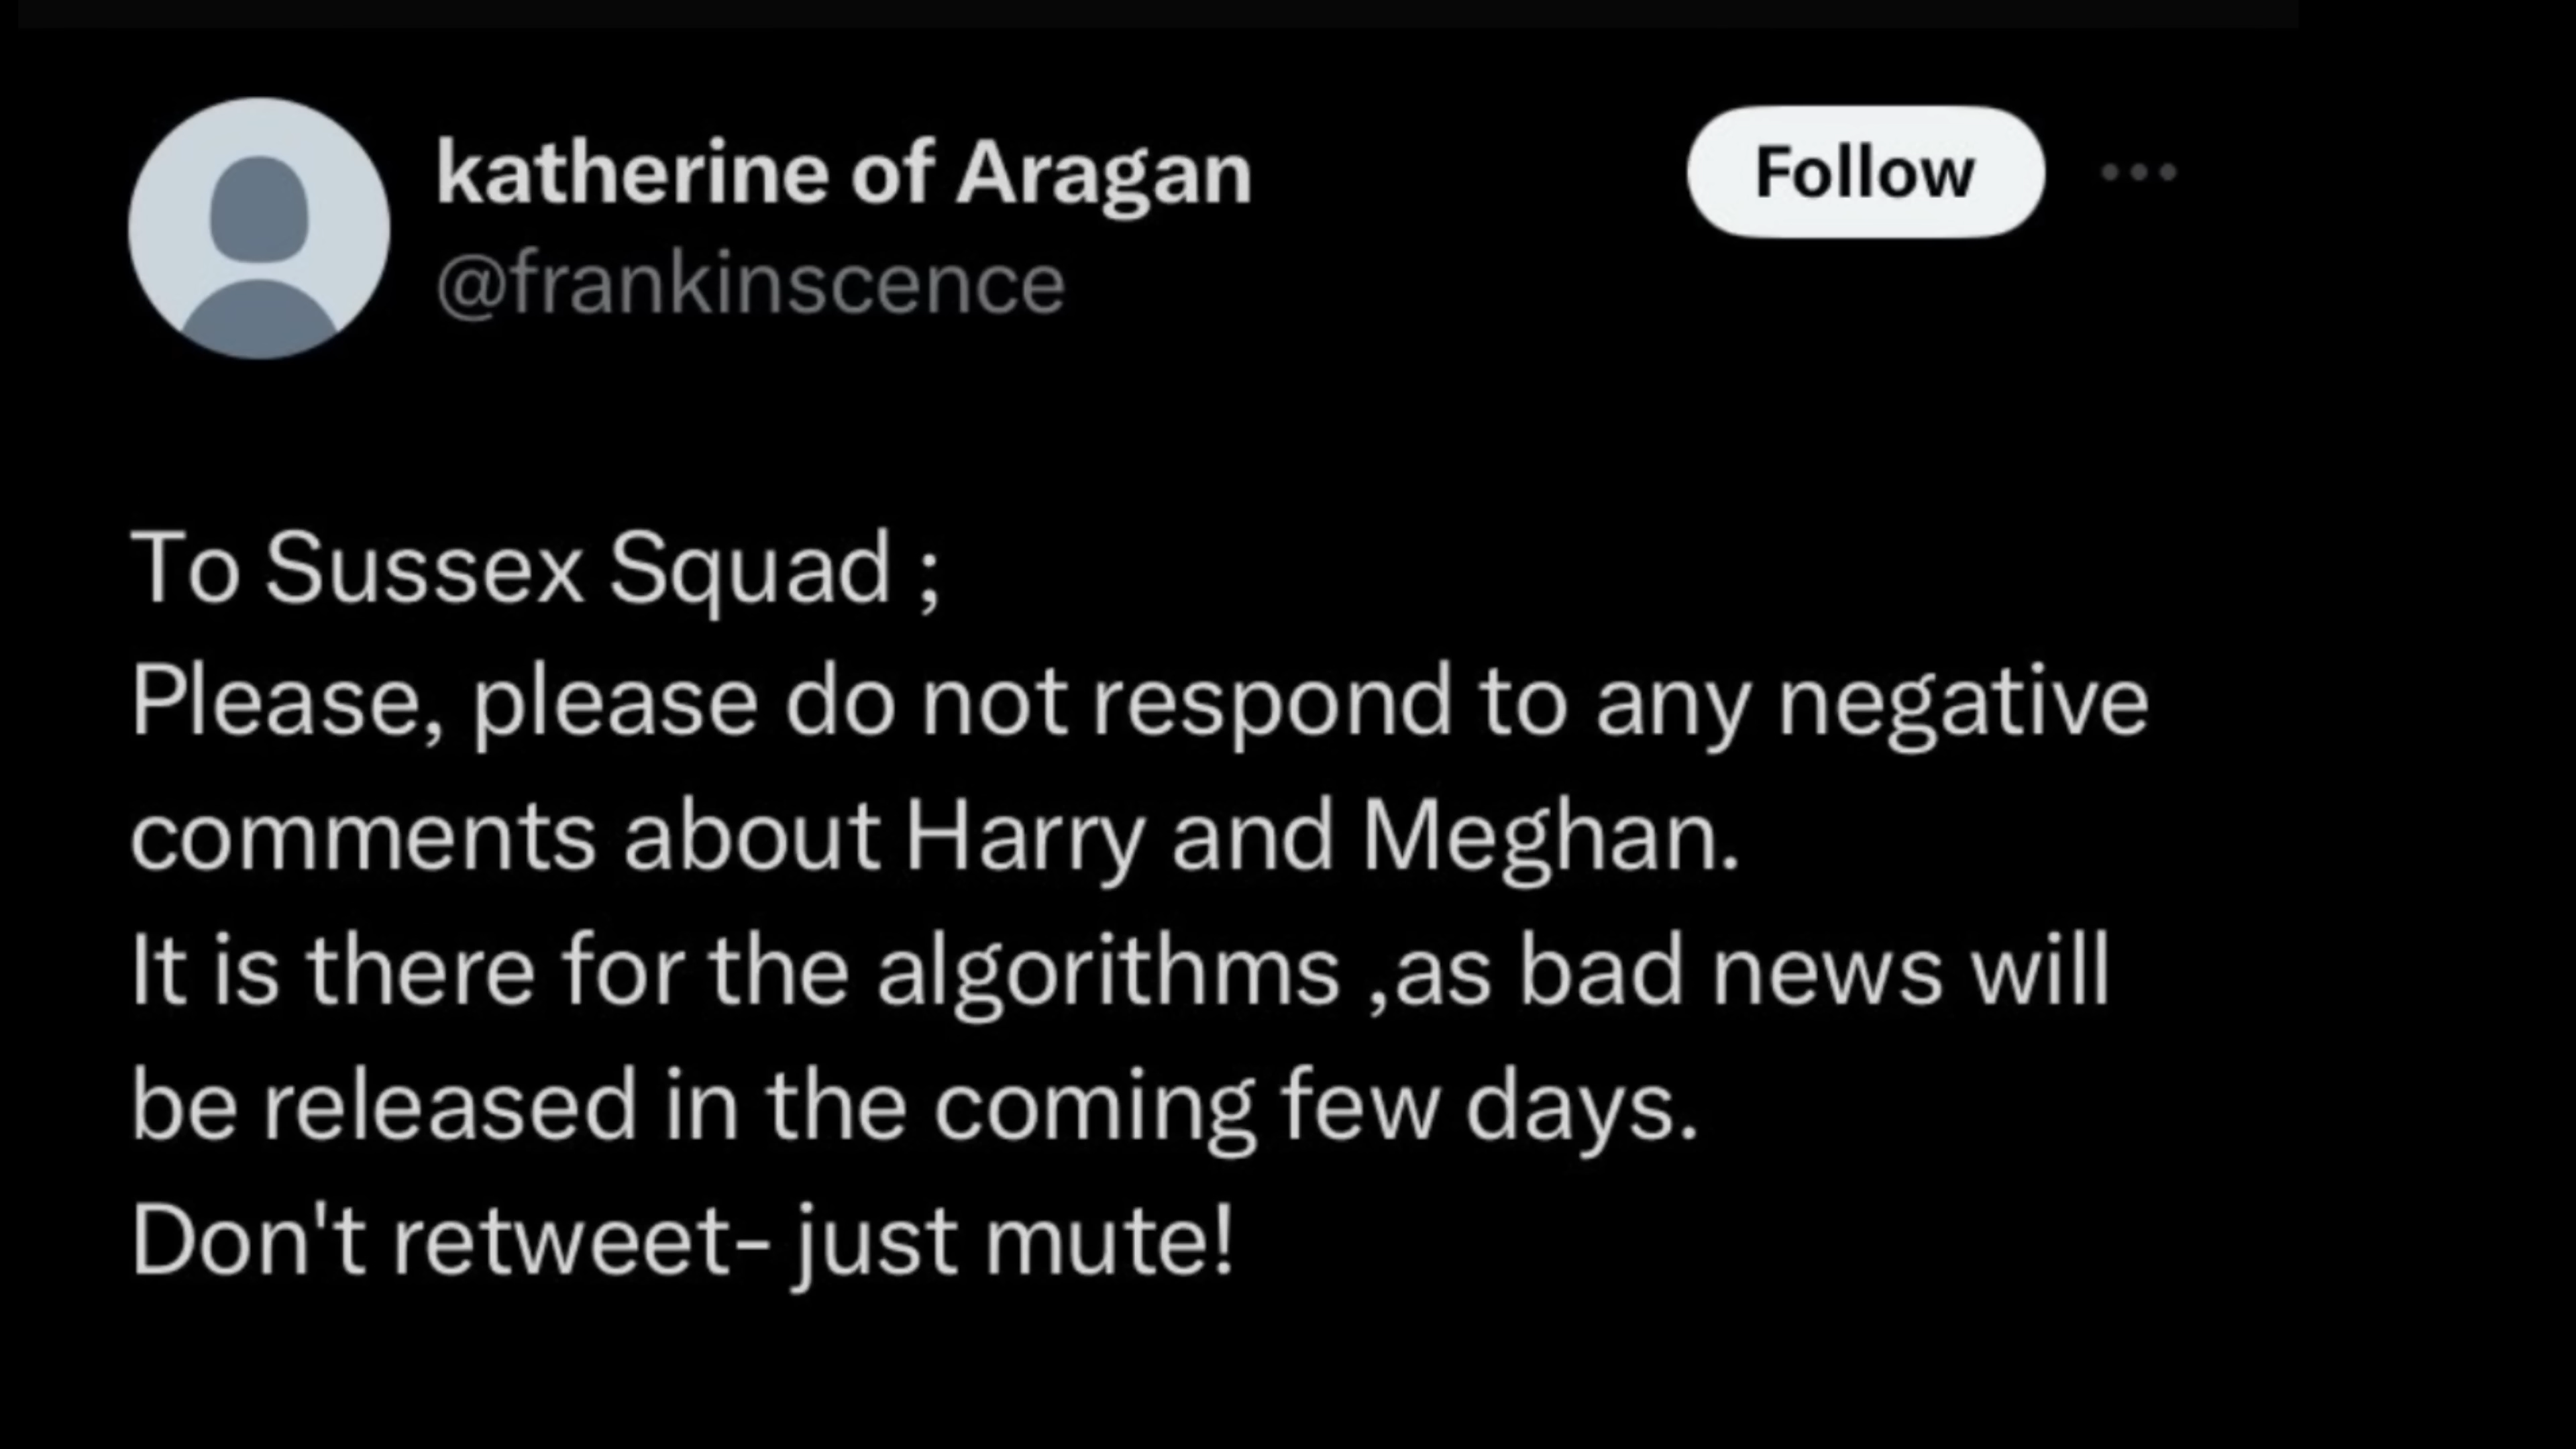 katherine of Aragan
Follow
@frankinscence
To Sussex Squad ;
Please, please do not respond to any negative
comments about Harry and Meghan.
It is there for the algorithms ,as bad news will
be released in the coming few days.
Don't retweet- just mute!